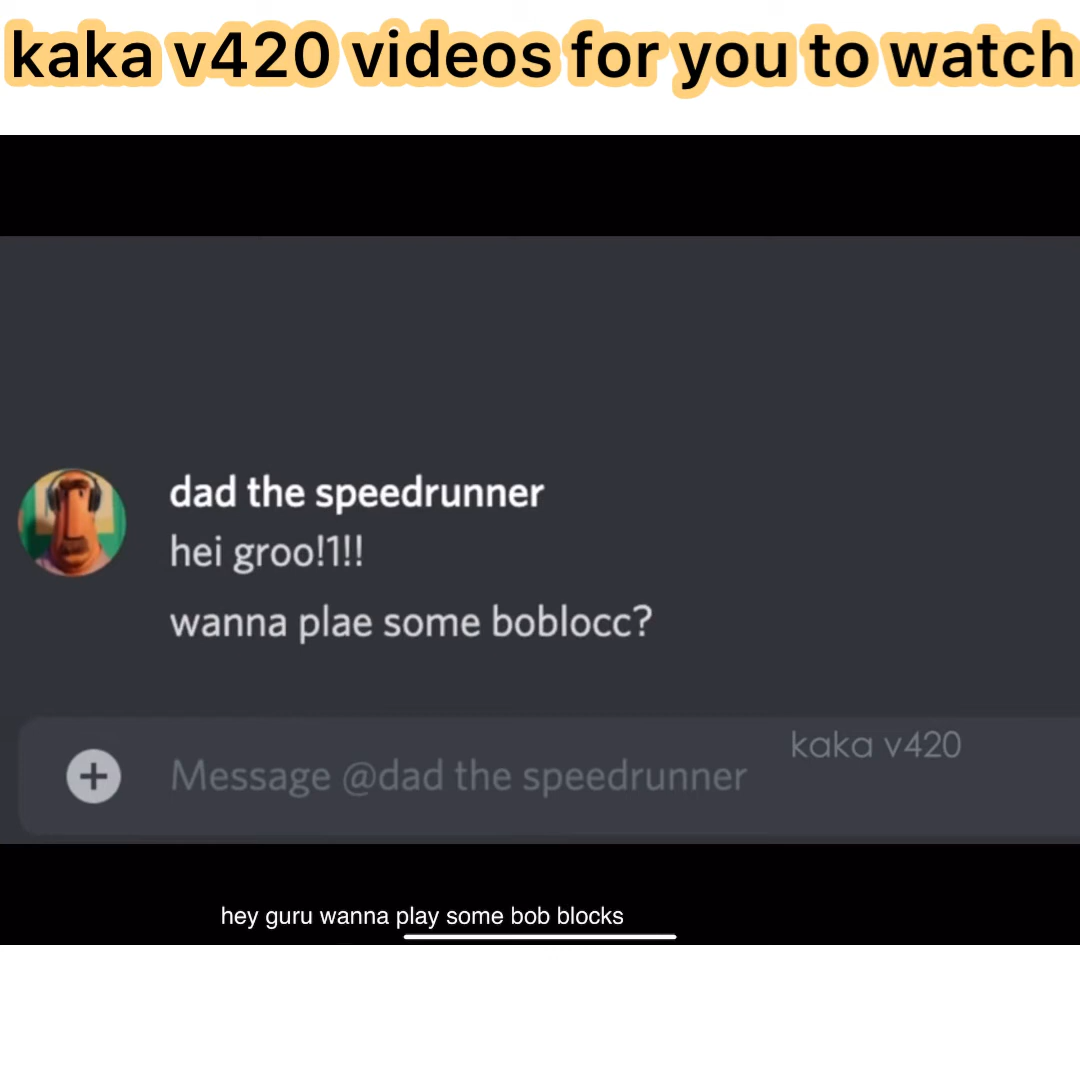 kaka v420 videos for you to watch
dad the speedrunner
hei groo!1!!
wanna plae some boblocc?
kaka v420
Message @dad the speedrunner
hey guru wanna play some bob blocks